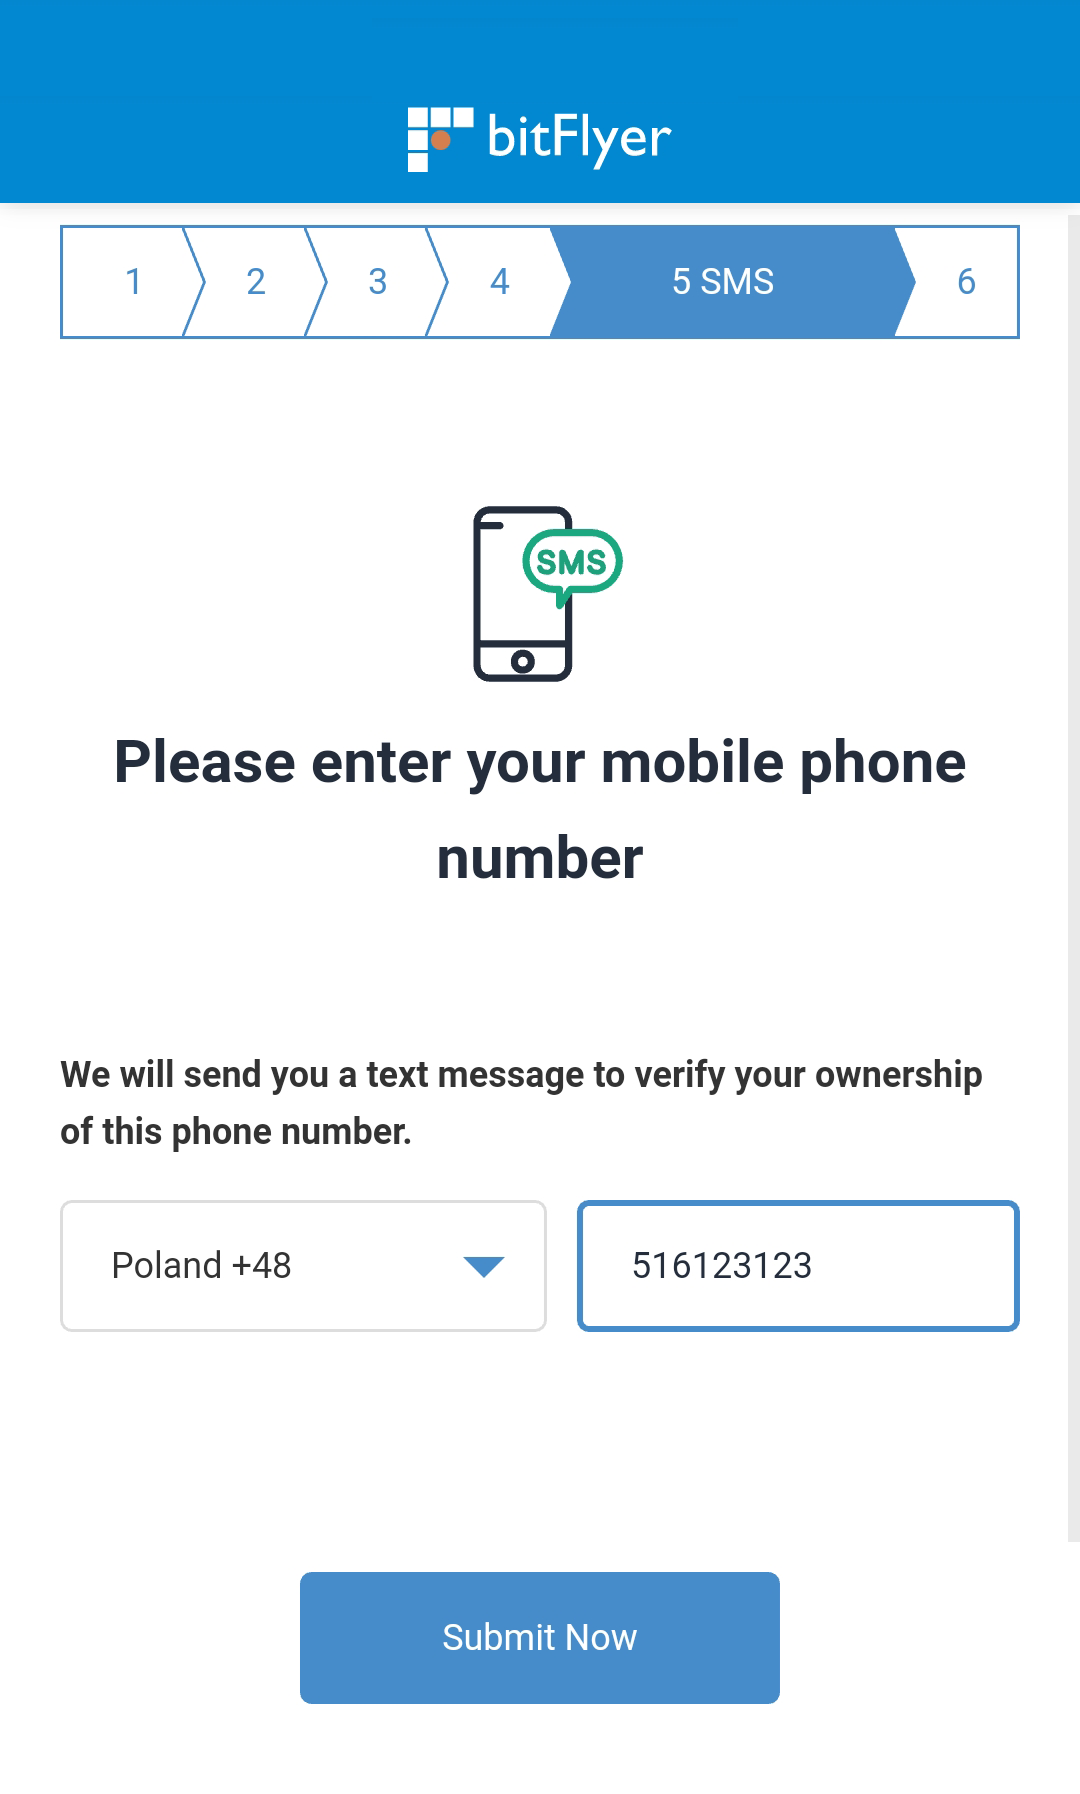 bitFlyer
1 2 3 4 5 SMS 6
SMS
Please enter your mobile phone
number
We will send you a text message to verify your ownership
of this phone number.
Poland +48 516123123
Submit Now